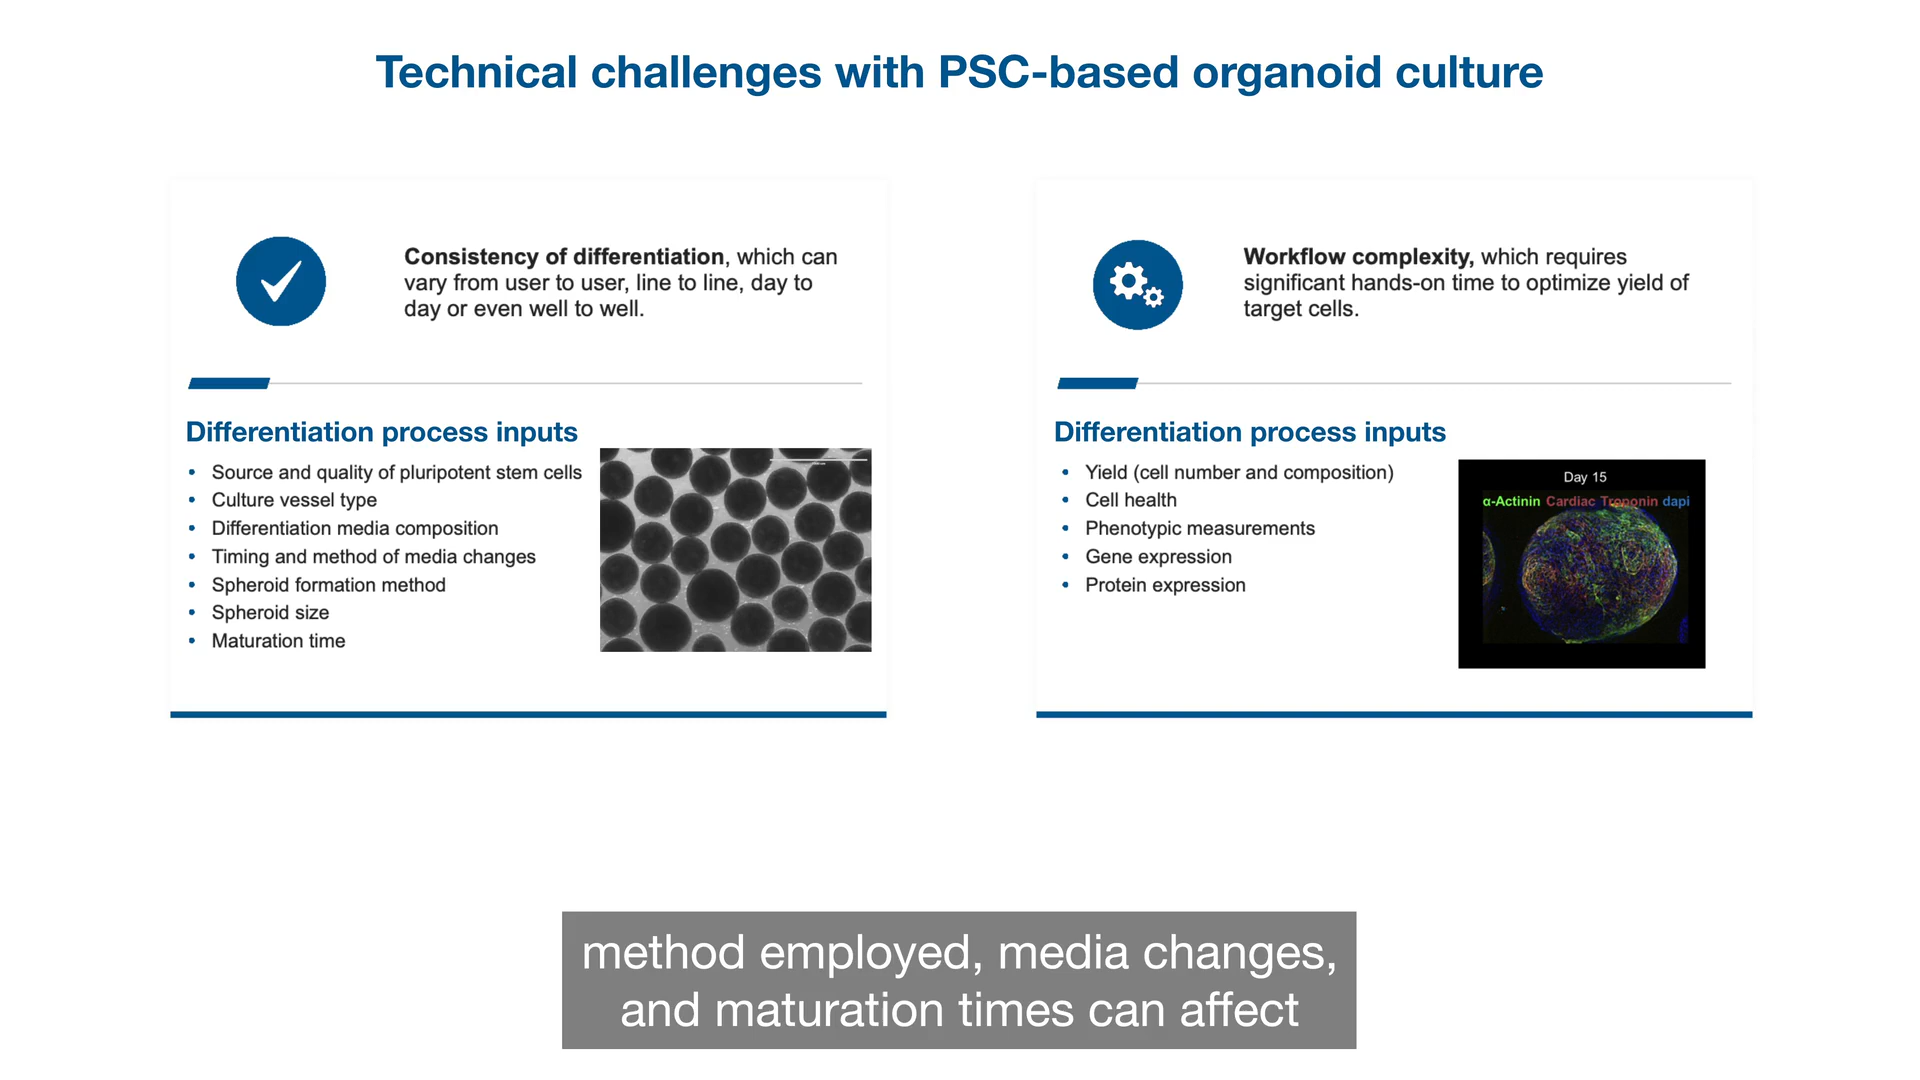 Technical challenges with PSC-based organoid culture
Consistency of differentiation, which can
vary from user to user, line to line, day to
day or even well to well.
Differentiation process inputs
• Source and quality of pluripotent stem cells
• Culture vessel type
• Differentiation media composition
• Timing and method of media changes
• Spheroid formation method
• Spheroid size
• Maturation time
Workflow complexity, which requires
significant hands-on time to optimize yield of
target cells.
Differentiation process inputs
• Yield (cell number and composition)
• Cell health
• Phenotypic measurements
• Gene expression
• Protein expression
Day 15
α-Actinin Cardiac Troponin dapi
method employed, media changes,
and maturation times can affect